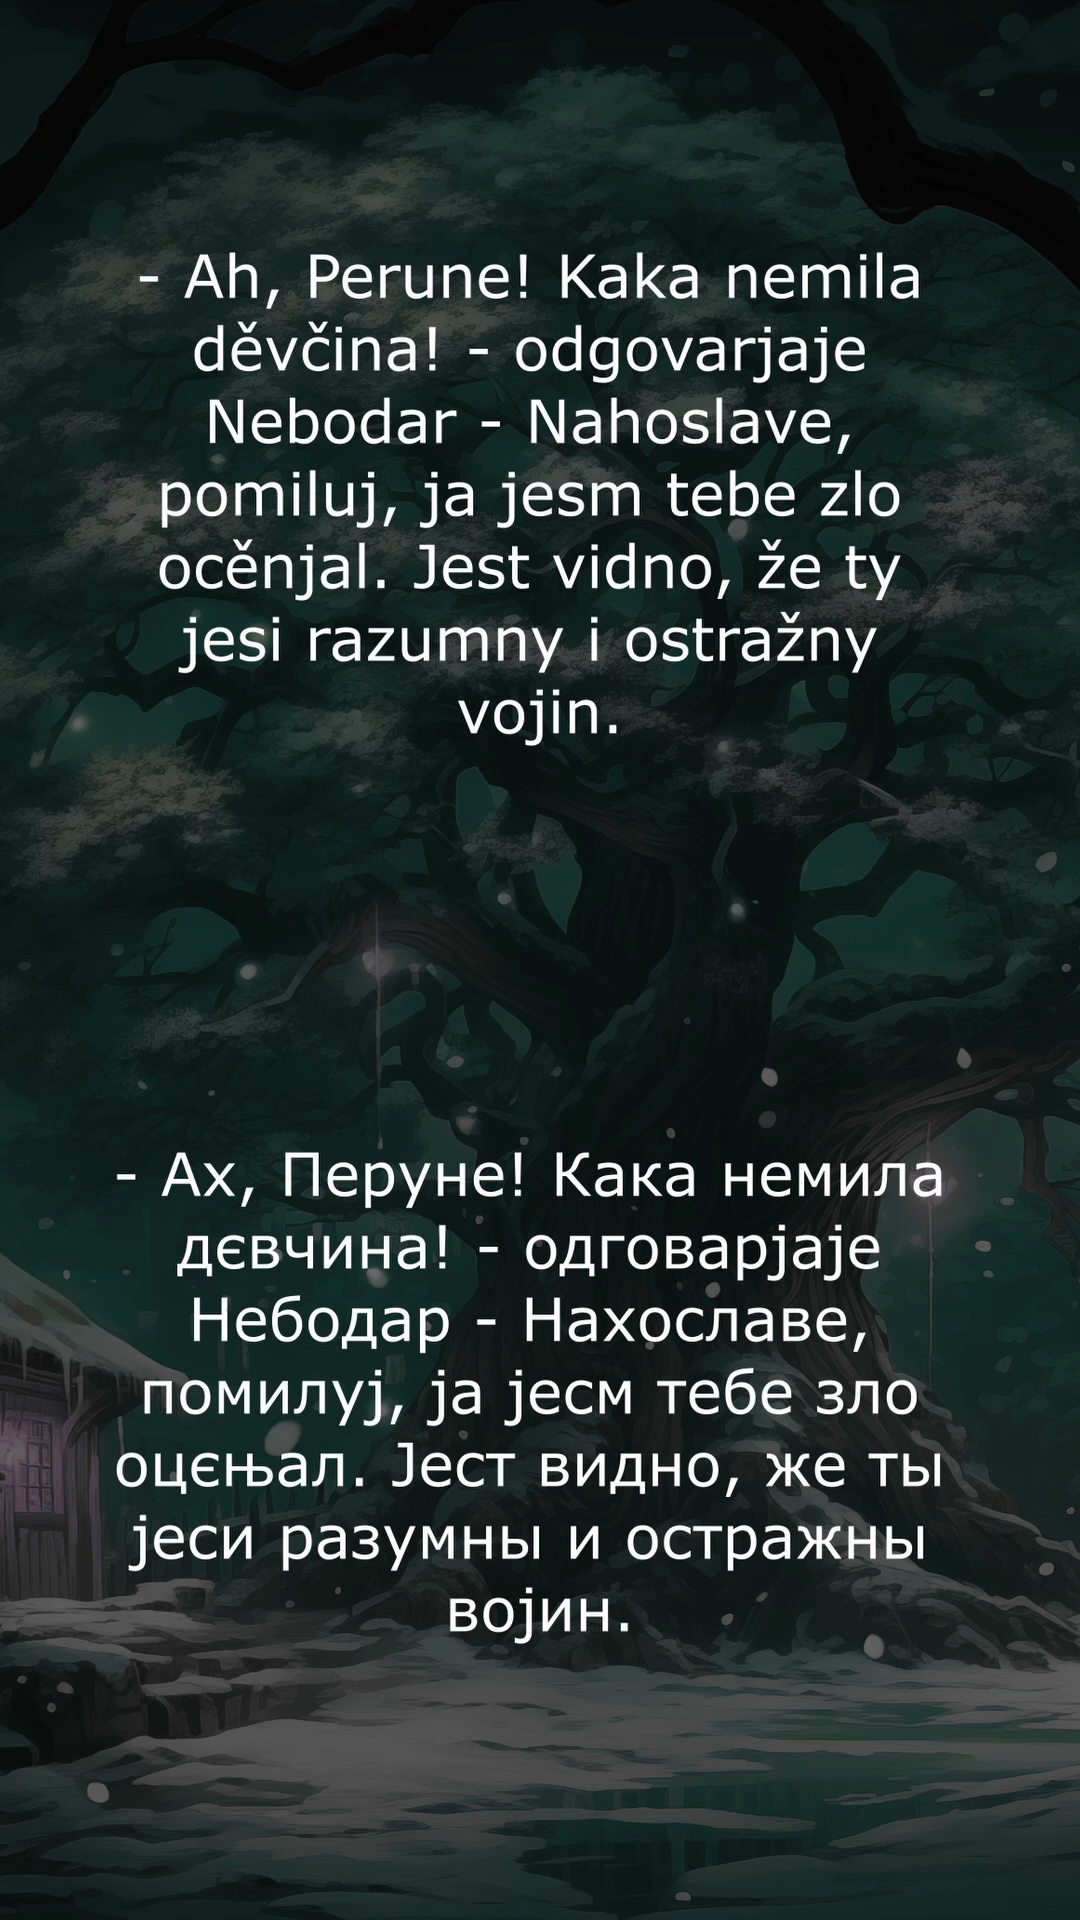 - Ah, Perune! Kaka nemila
děvčina! - odgovarjaje
Nebodar - Nahoslave,
pomiluj, ja jesm tebe zlo
ocěnjal. Jest vidno, že ty
jesi razumny i ostražny
vojin.
- Ах, Перуне! Кака немила
дєвчина! - одговарјаје
Небодар - Нахославе,
помилуј, ја јесм тебе зло
оцєњал. Јест видно, же ты
јеси разумны и остражны
војин.